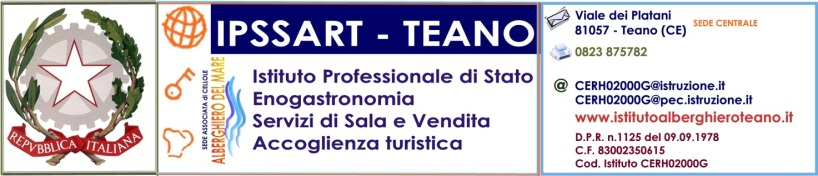 REPVBBLICA ITALIANA
IPSSART - TEANO
SEDE ASSOCIATA di CELLOLE
ALBERGHIERO DEL MARE
Istituto Professionale di Stato
Enogastronomia
Servizi di Sala e Vendita
Accoglienza turistica
Viale dei Platani
81057 - Teano (CE)
SEDE CENTRALE
0823 875782
@ CERH02000G@istruzione.it
CERH02000G@pec.istruzione.it
www.istitutoalberghieroteano.it
D.P.R. n.1125 del 09.09.1978
C.F. 83002350615
Cod. Istituto CERH02000G